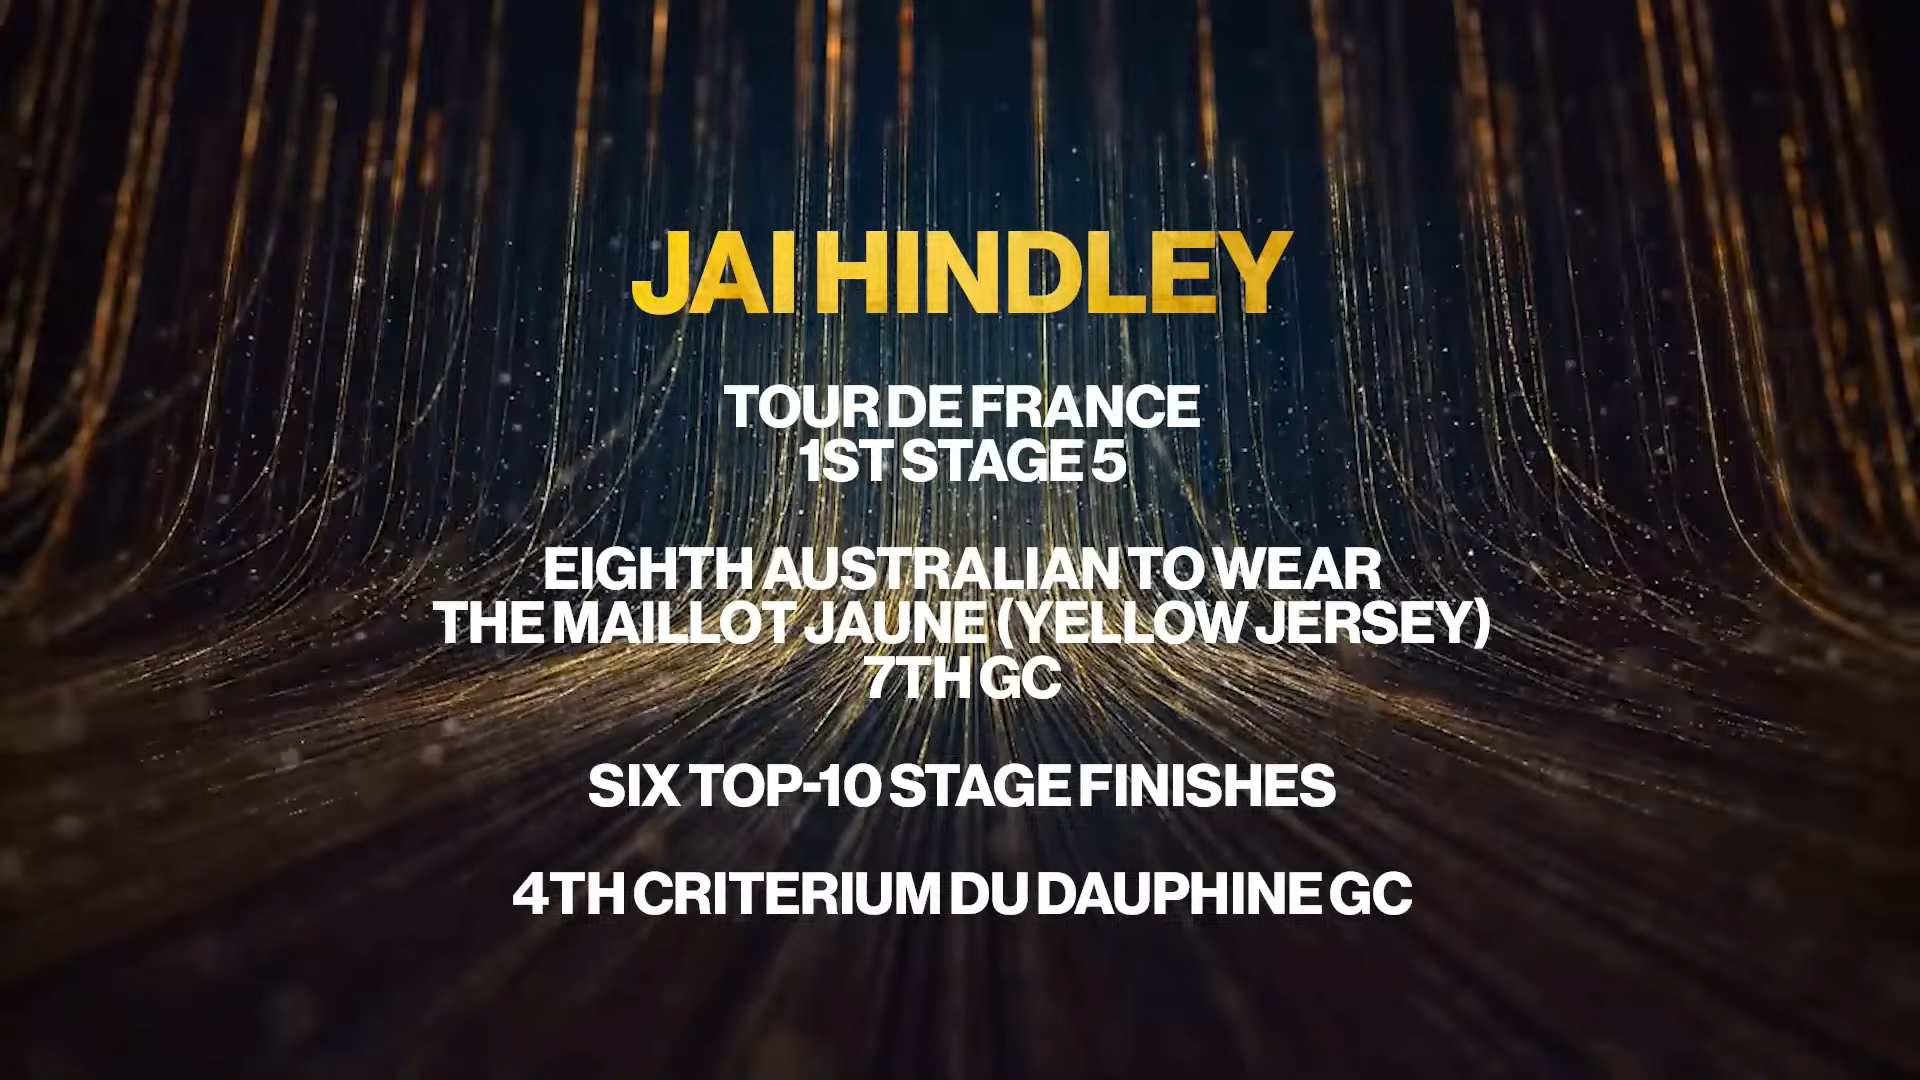 JAI HINDLEY
TOUR DE FRANCE
1ST STAGE 5
EIGHTH AUSTRALIAN TO WEAR
THE MAILLOT JAUNE (YELLOW JERSEY)
7TH GC
SIX TOP-10 STAGE FINISHES
4TH CRITERIUM DU DAUPHINE GC